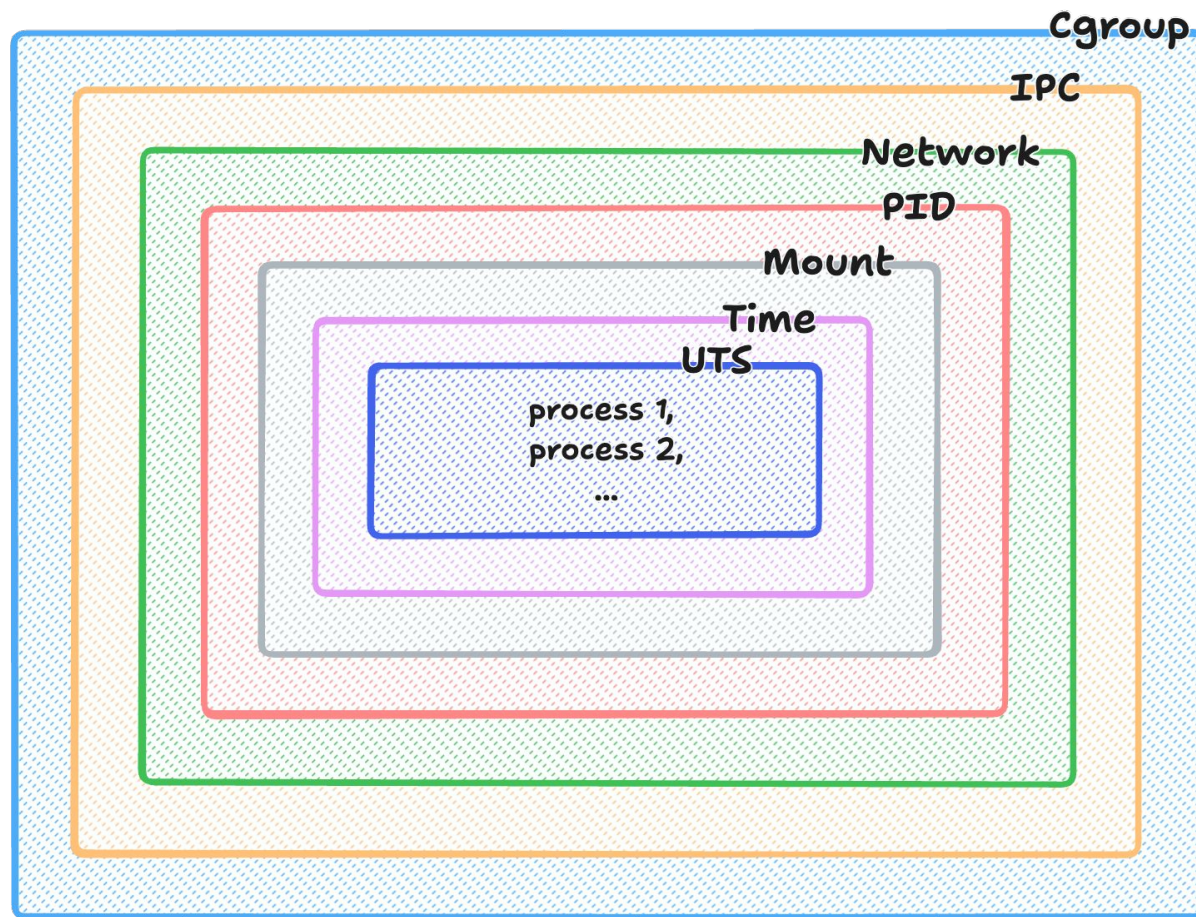 Cgroup
IPC
Network
PID
Mount
Time
UTS
process 1,
process 2,
...